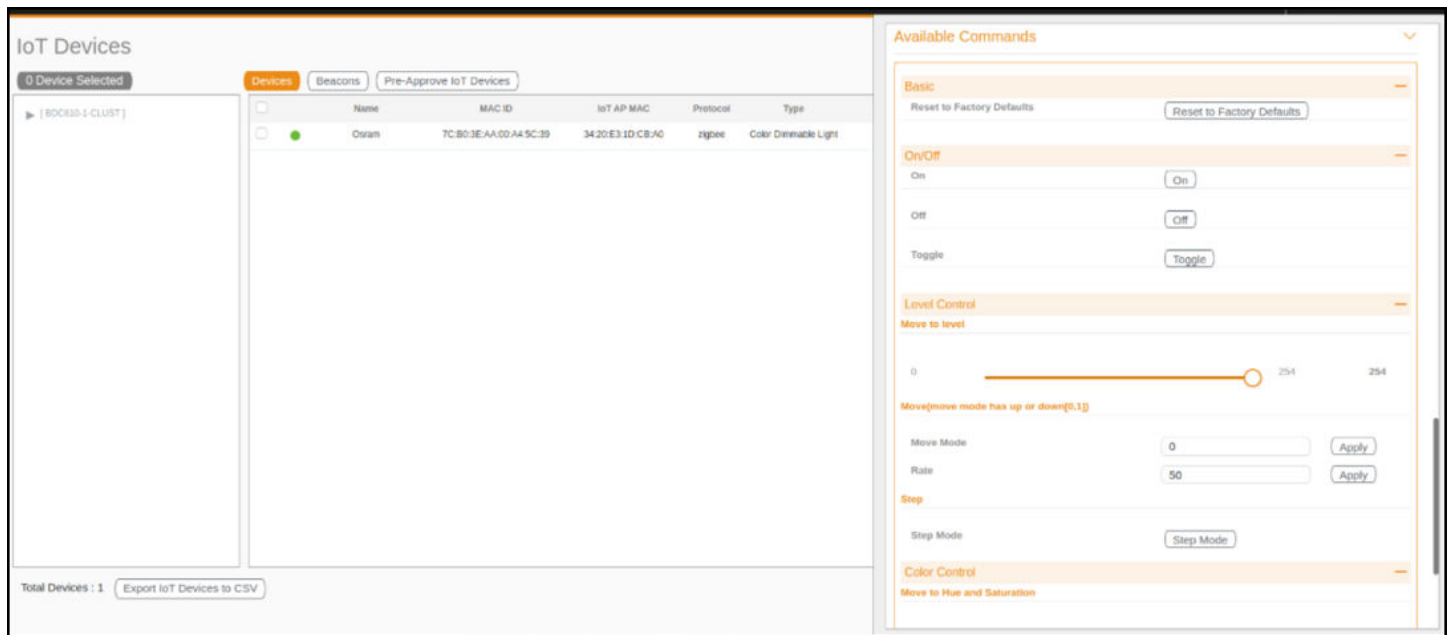 IoT Devices
0 Device Selected
Devices
Beacons
Pre-Approve IoT Devices
Name
MAC ID
IoT AP MAC
Protocol
Type
Osram
7C:B0:3E:AA:00:A4:5C:39
34:20:E3:1D:CB:A0
zigbee
Color Dimmable Light
Total Devices : 1
Export IoT Devices to CSV
Available Commands
Basic
Reset to Factory Defaults
Reset to Factory Defaults
On/Off
On
On
Off
Off
Toggle
Toggle
Level Control
Move to level
0
254
254
Move(move mode has up or down[0,1])
Move Mode
0
Apply
Rate
50
Apply
Step
Step Mode
Step Mode
Color Control
Move to Hue and Saturation